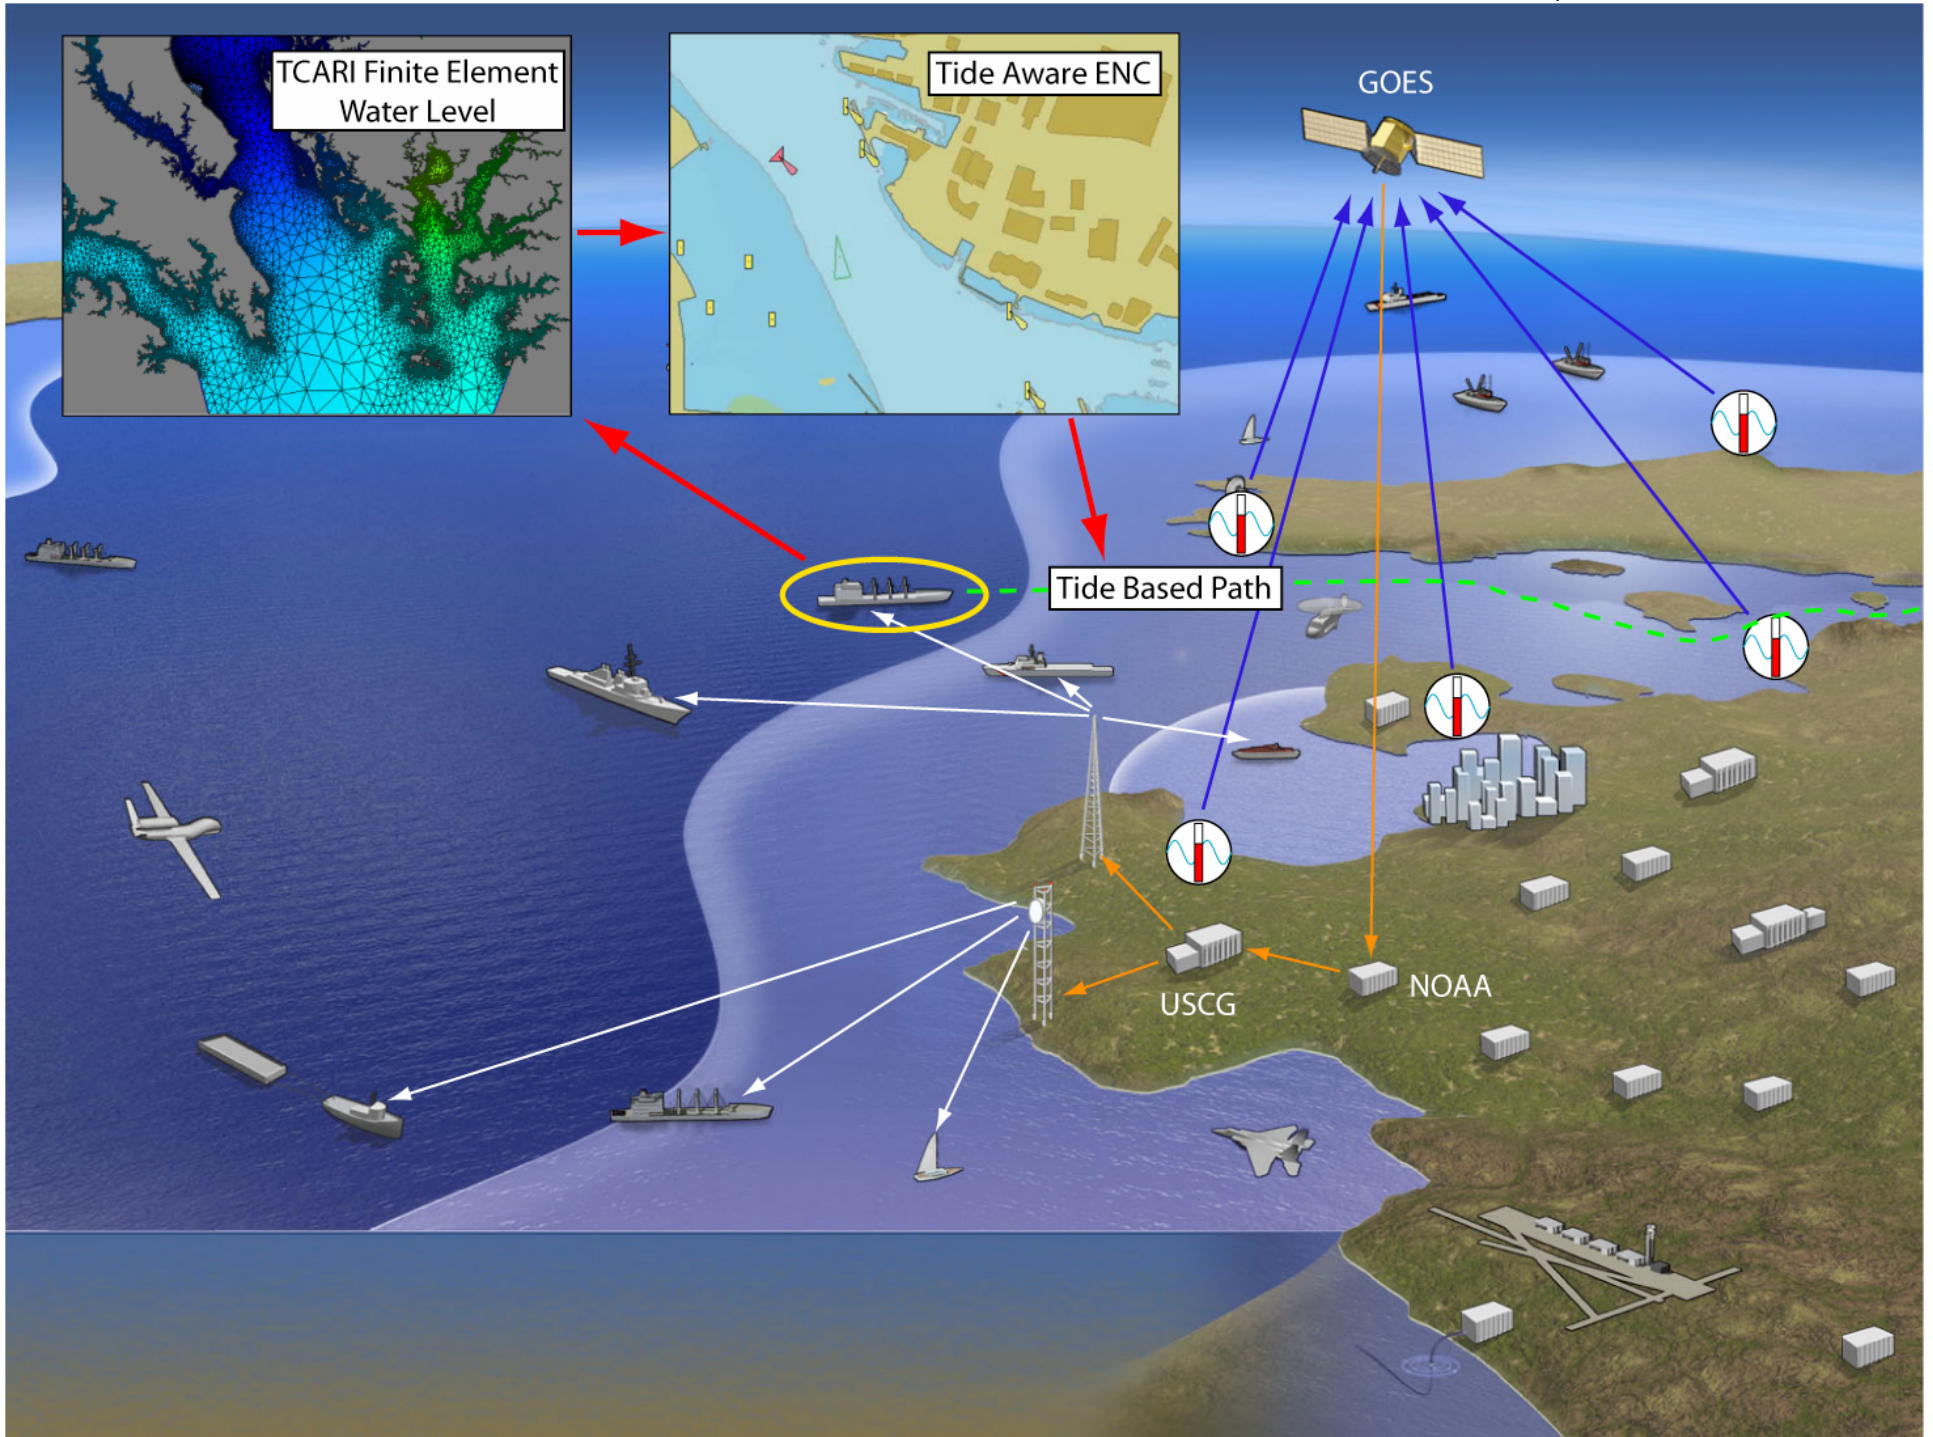 TCARI Finite Element
Water Level
Tide Aware ENC
GOES
Tide Based Path
USCG
NOAA